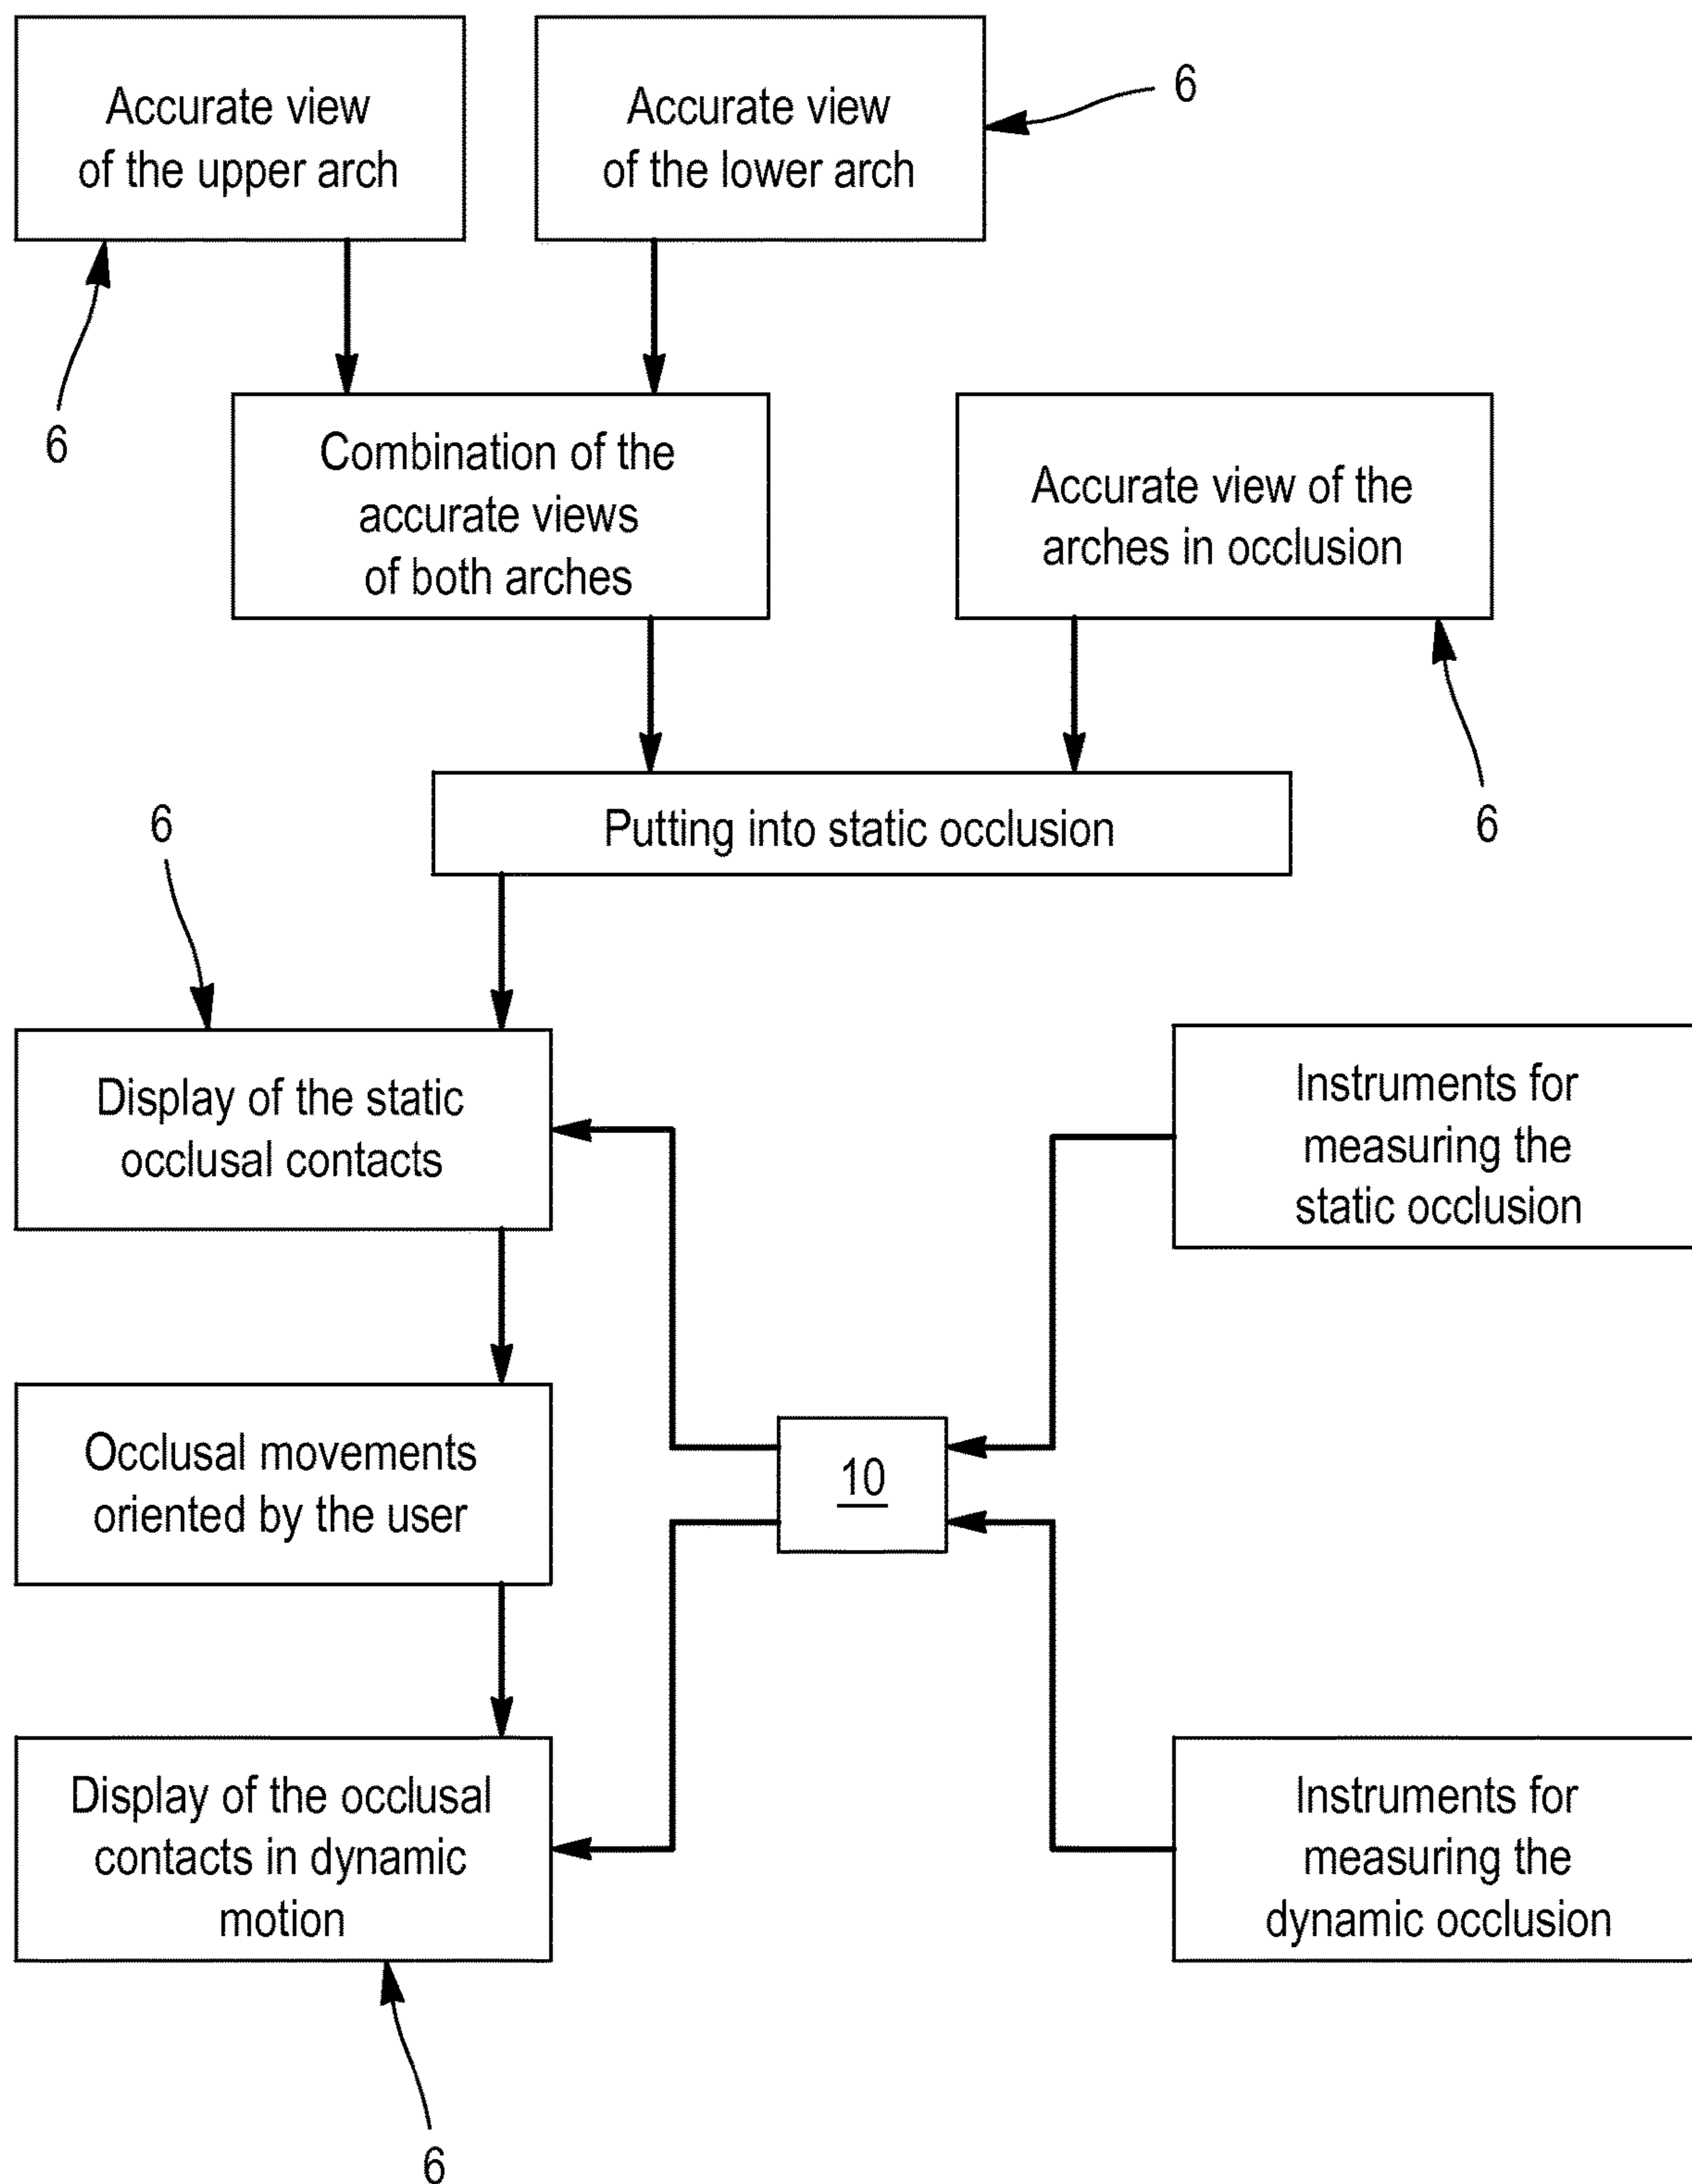 Accurate view
of the upper arch
Accurate view
of the lower arch
6
6
Combination of the
accurate views
of both arches
Accurate view of the
arches in occlusion
6
Putting into static occlusion
6
Display of the static
occlusal contacts
Instruments for
measuring the
static occlusion
Occlusal movements
oriented by the user
10
Display of the occlusal
contacts in dynamic
motion
Instruments for
measuring the
dynamic occlusion
6